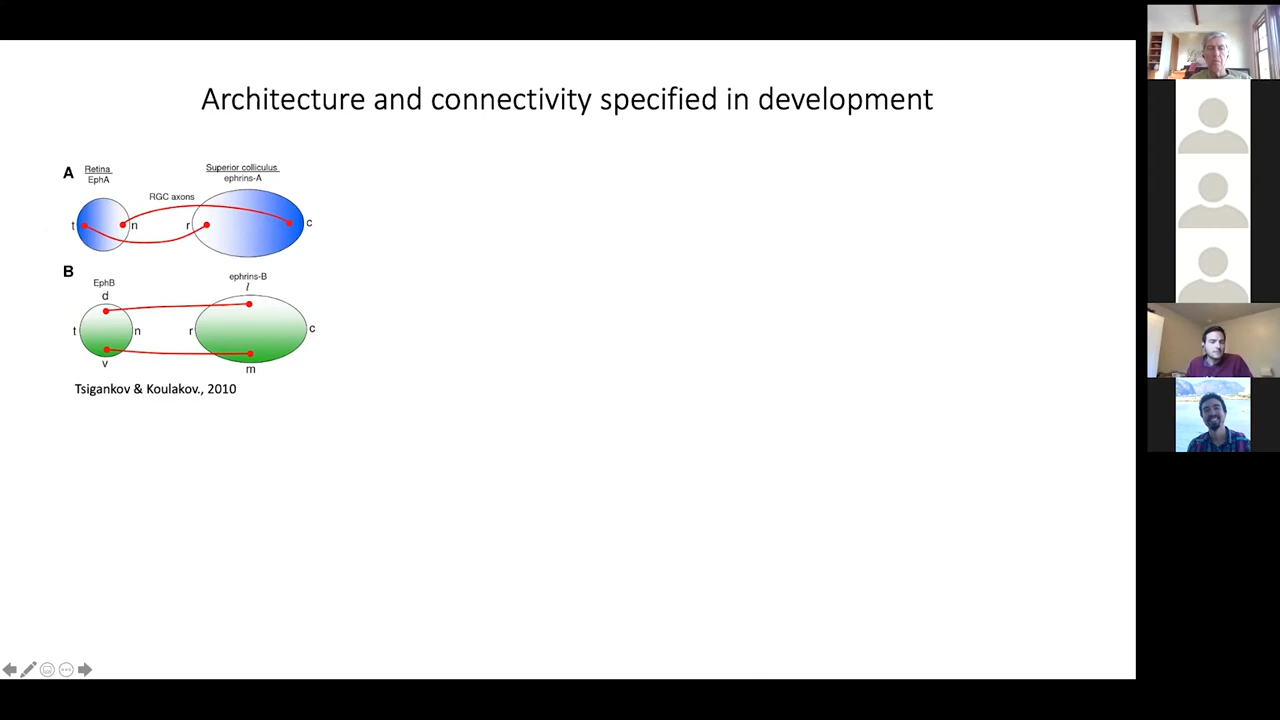 Architecture and connectivity specified in development
A
Retina
EphA
Superior colliculus
ephrins-A
RGC axons
t
n
r
c
B
EphB
d
ephrins-B
l
t
n
r
c
v
m
Tsigankov & Koulakov., 2010